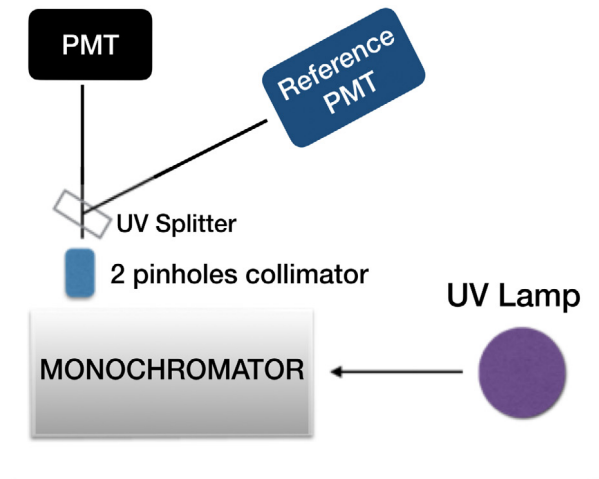 PMT
Reference
PMT
UV Splitter
2 pinholes collimator
UV Lamp
MONOCHROMATOR